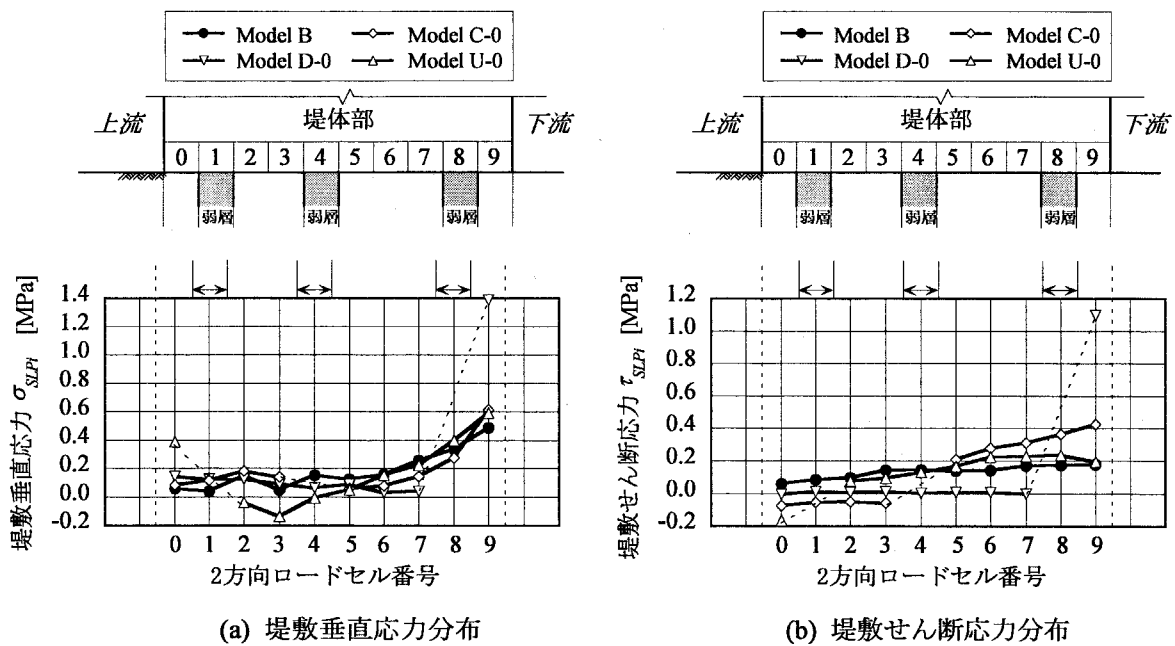 Model B Model C-0
Model D-0 Model U-0
上流 堤体部 下流
0 1 2 3 4 5 6 7 8 9
弱層 弱層 弱層
堤敷垂直応力 σSLPi [MPa]
1.4
1.2
1.0
0.8
0.6
0.4
0.2
0.0
-0.2
0 1 2 3 4 5 6 7 8 9
2方向ロードセル番号
(a) 堤敷垂直応力分布
Model B Model C-0
Model D-0 Model U-0
上流 堤体部 下流
0 1 2 3 4 5 6 7 8 9
弱層 弱層 弱層
堤敷せん断応力 τSLPi [MPa]
1.2
1.0
0.8
0.6
0.4
0.2
0.0
-0.2
0 1 2 3 4 5 6 7 8 9
2方向ロードセル番号
(b) 堤敷せん断応力分布